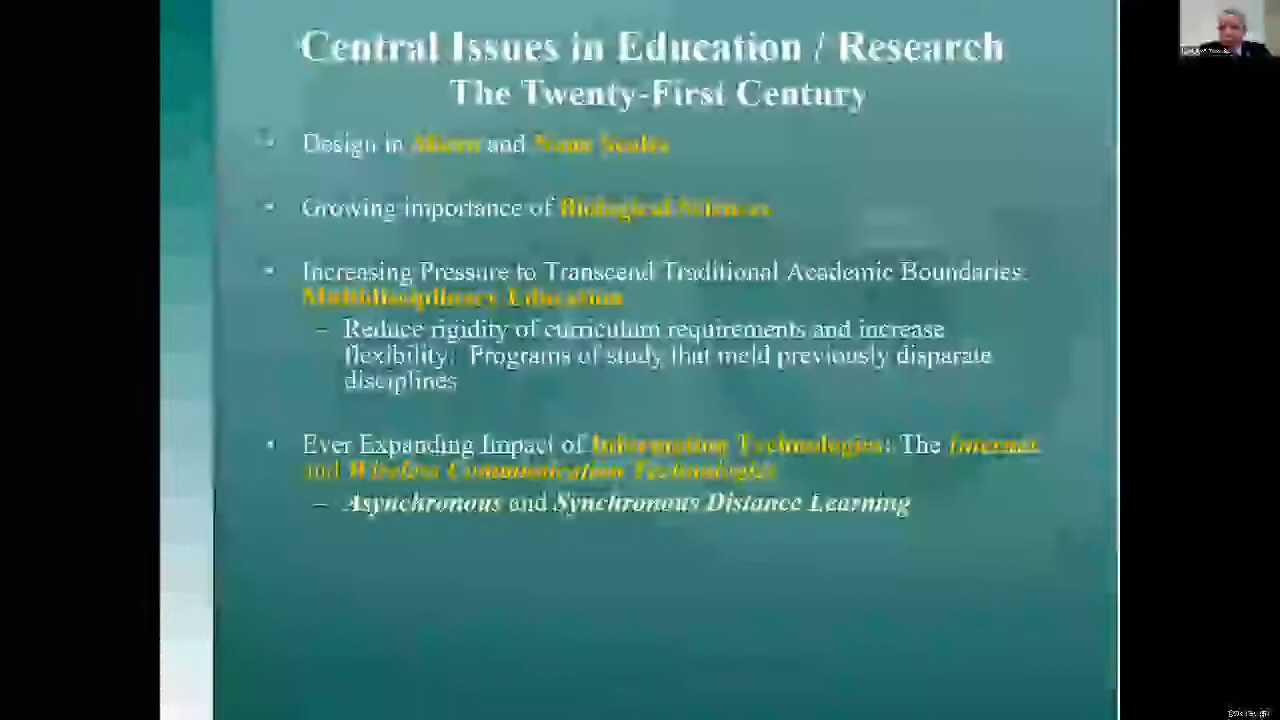 Central Issues in Education / Research
The Twenty-First Century
• Design in Micro and Nano Scales
• Growing importance of Biological Sciences
• Increasing Pressure to Transcend Traditional Academic Boundaries:
Multidisciplinary Education
– Reduce rigidity of curriculum requirements and increase
flexibility. Programs of study that meld previously disparate
disciplines
• Ever Expanding Impact of Information Technologies: The Internet
and Wireless Communication Technologies
– Asynchronous and Synchronous Distance Learning